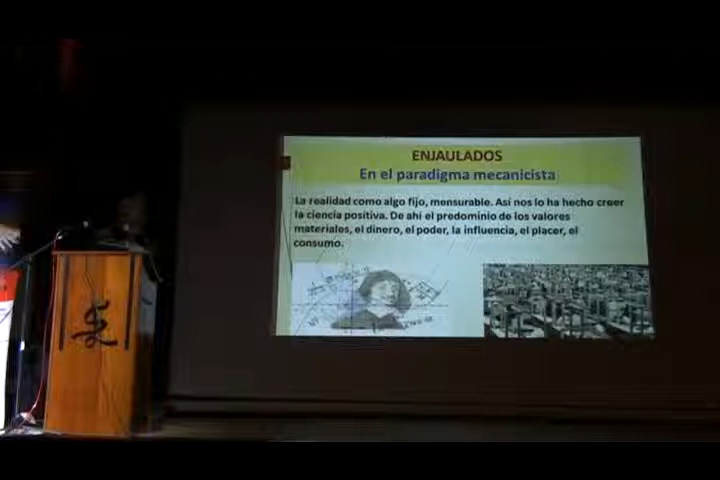 ENJAULADOS
En el paradigma mecanicista
La realidad como algo fijo, mensurable. Así nos lo ha hecho creer
la ciencia positiva. De ahí el predominio de los valores
materiales, el dinero, el poder, la influencia, el placer, el
consumo.